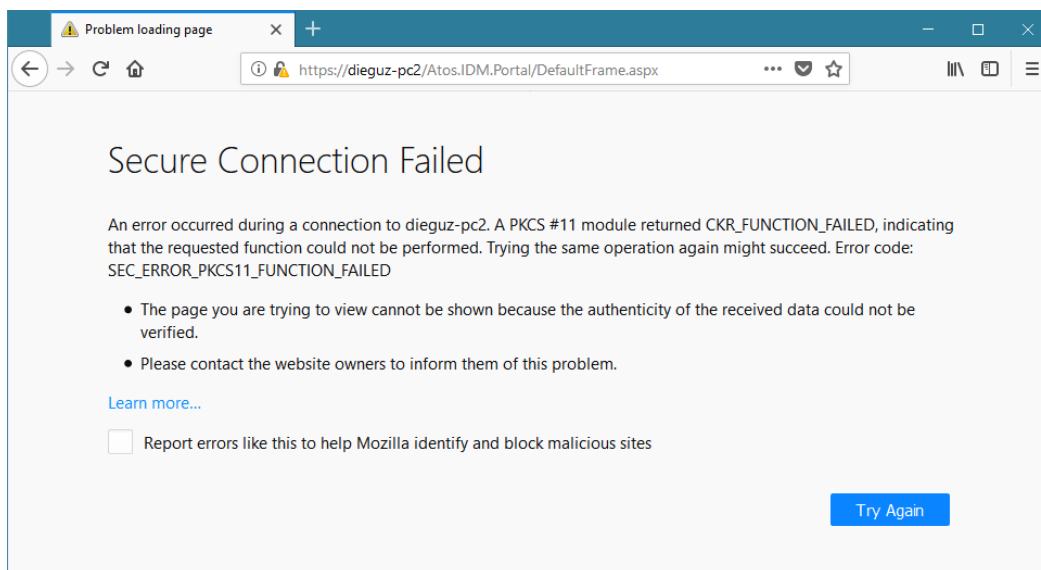 Problem loading page
https://dieguz-pc2/Atos.IDM.Portal/DefaultFrame.aspx
Secure Connection Failed
An error occurred during a connection to dieguz-pc2. A PKCS #11 module returned CKR_FUNCTION_FAILED, indicating
that the requested function could not be performed. Trying the same operation again might succeed. Error code:
SEC_ERROR_PKCS11_FUNCTION_FAILED
• The page you are trying to view cannot be shown because the authenticity of the received data could not be
verified.
• Please contact the website owners to inform them of this problem.
Learn more...
Report errors like this to help Mozilla identify and block malicious sites
Try Again